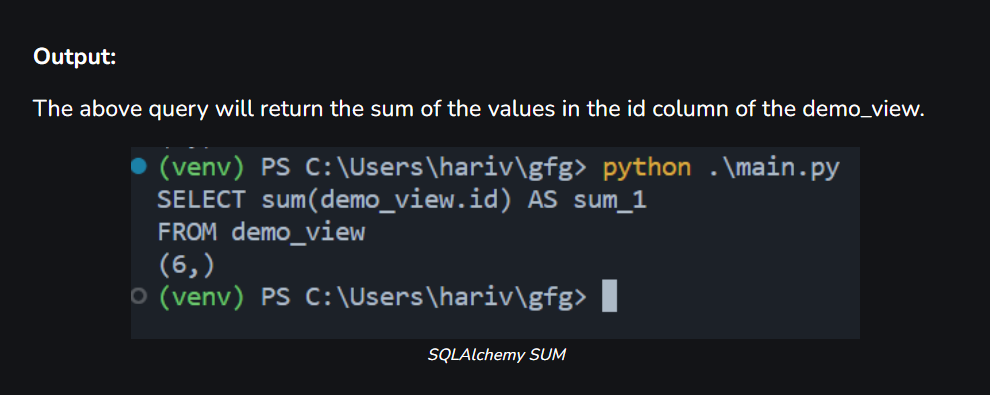 Output:
The above query will return the sum of the values in the id column of the demo_view.
(venv) PS C:\Users\hariv\gfg> python .\main.py
SELECT sum(demo_view.id) AS sum_1
FROM demo_view
(6,)
(venv) PS C:\Users\hariv\gfg>
SQLAlchemy SUM